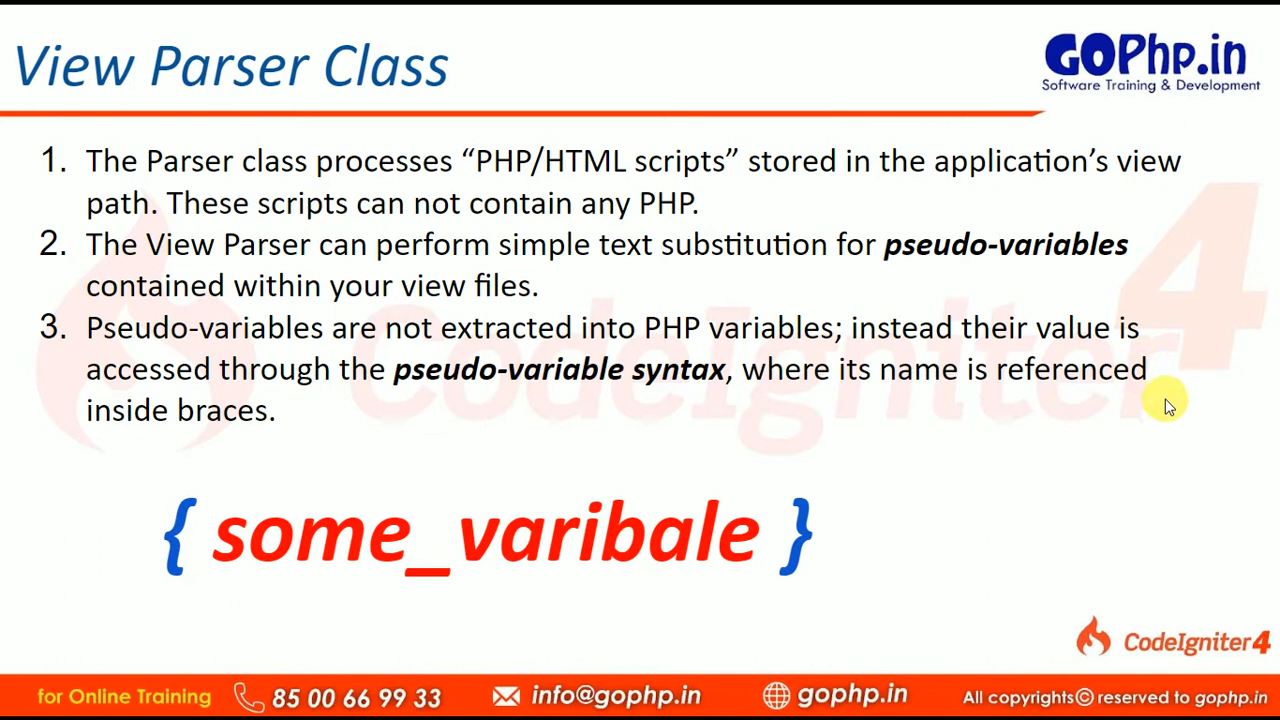 View Parser Class
GOPhp.in
Software Training & Development
1. The Parser class processes “PHP/HTML scripts” stored in the application’s view
path. These scripts can not contain any PHP.
2. The View Parser can perform simple text substitution for pseudo-variables
contained within your view files.
3. Pseudo-variables are not extracted into PHP variables; instead their value is
accessed through the pseudo-variable syntax, where its name is referenced
inside braces.
CodeIgniter 4
{ some_varibale }
CodeIgniter 4
for Online Training 85 00 66 99 33 info@gophp.in gophp.in All copyrights© reserved to gophp.in